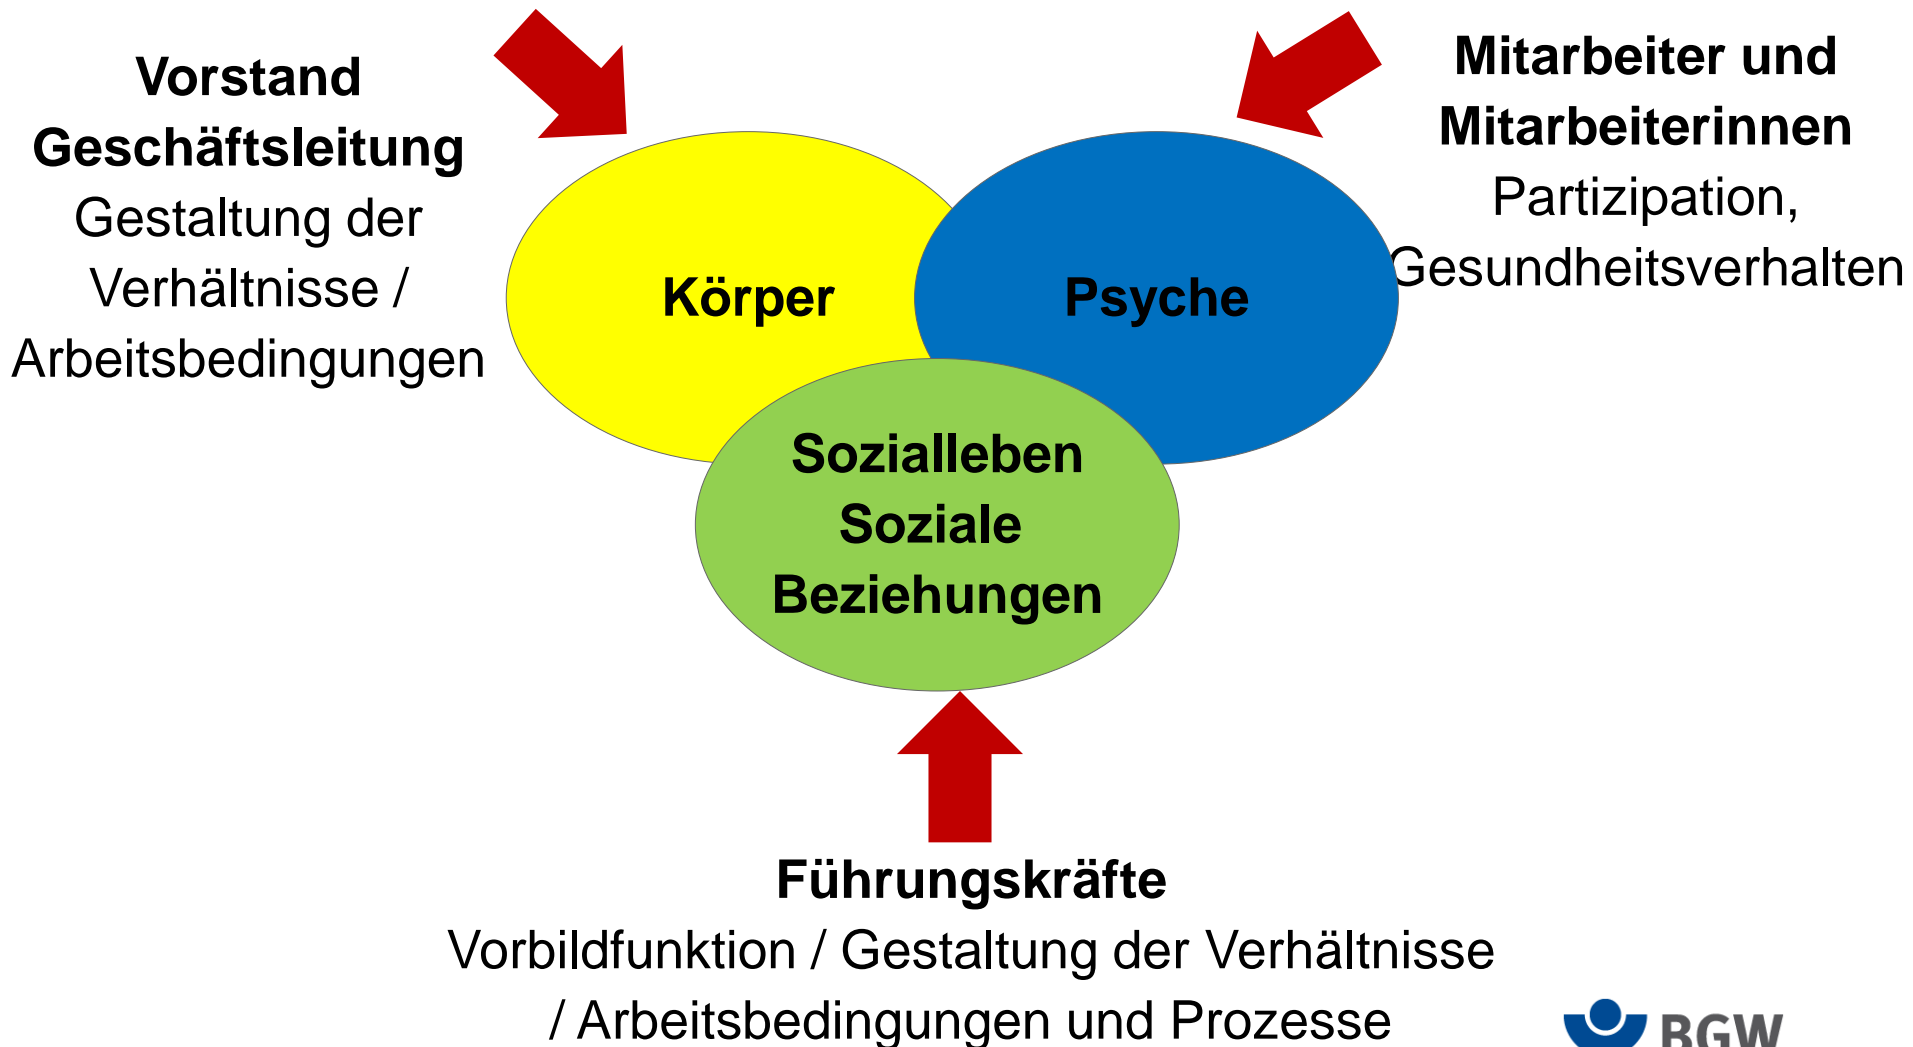 Vorstand
Geschäftsleitung
Gestaltung der
Verhältnisse /
Arbeitsbedingungen
Mitarbeiter und
Mitarbeiterinnen
Partizipation,
Gesundheitsverhalten
Körper
Psyche
Sozialleben
Soziale
Beziehungen
Führungskräfte
Vorbildfunktion / Gestaltung der Verhältnisse
/ Arbeitsbedingungen und Prozesse
BGW